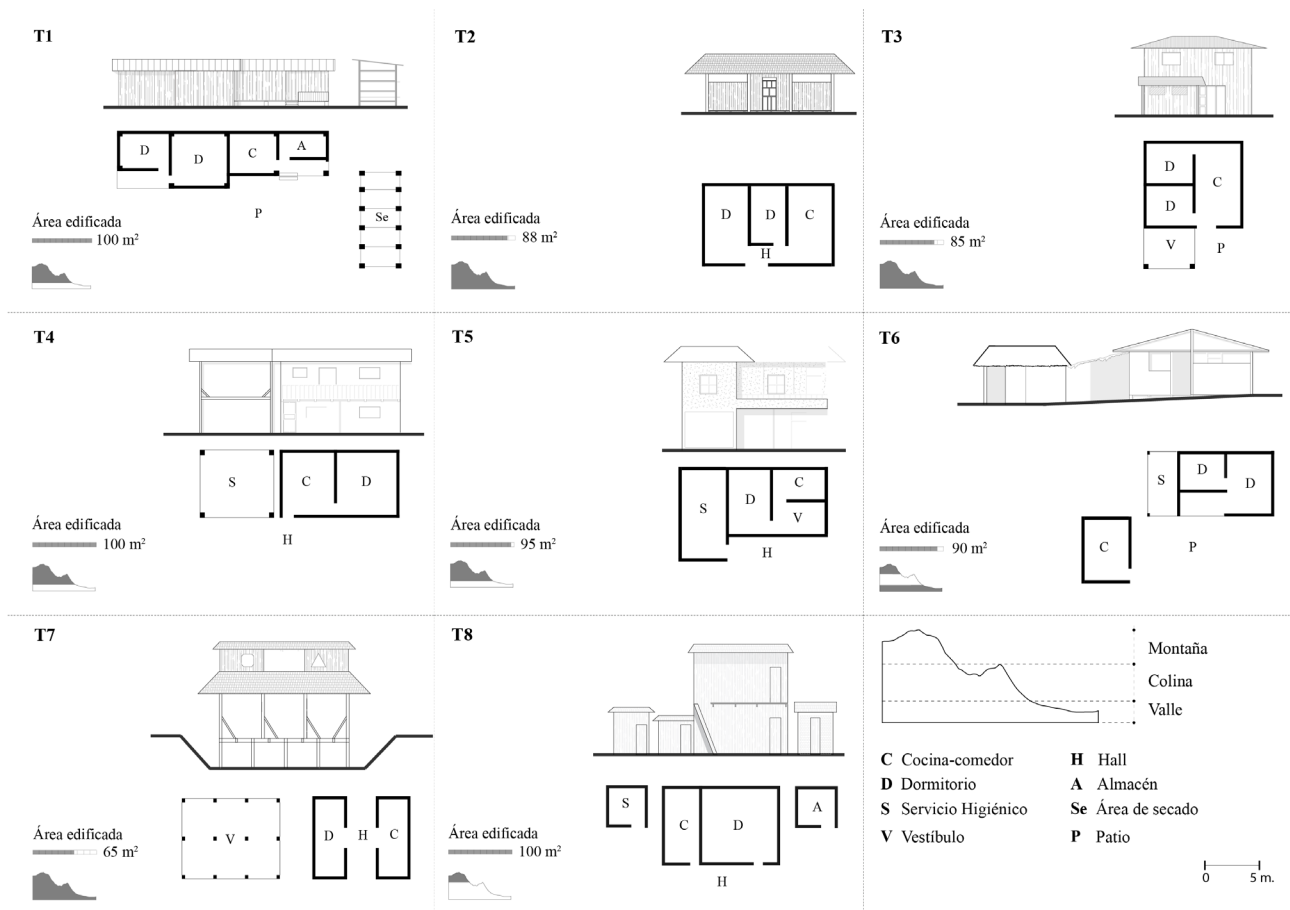 T1
D
D
C
A
P
Se
Área edificada
100 m²
T2
D
D
C
H
Área edificada
88 m²
T3
D
C
D
V
P
Área edificada
85 m²
T4
S
C
D
H
Área edificada
100 m²
T5
S
D
C
V
H
Área edificada
95 m²
T6
S
D
D
C
P
Área edificada
90 m²
T7
V
D
H
C
Área edificada
65 m²
T8
S
C
D
A
H
Área edificada
100 m²
Montaña
Colina
Valle
C Cocina-comedor
D Dormitorio
S Servicio Higiénico
V Vestíbulo
H Hall
A Almacén
Se Área de secado
P Patio
0 5 m.